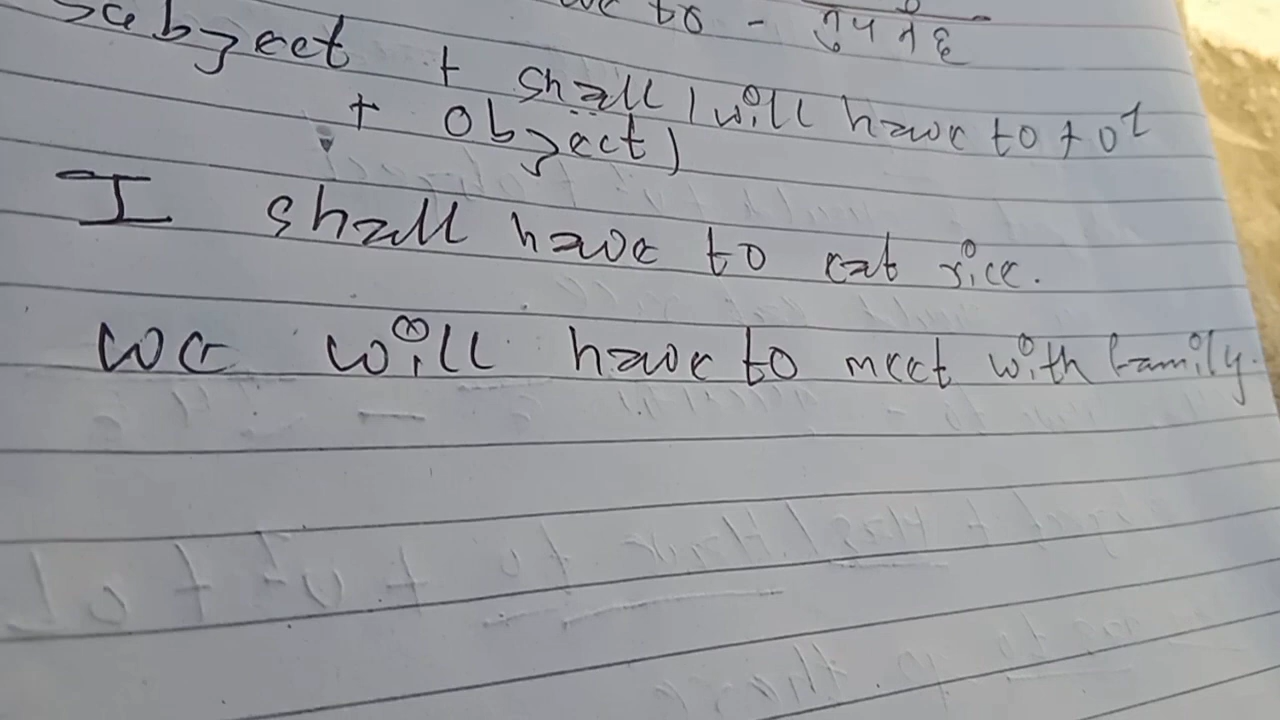 to -
Subject + shall / will have to + v1
+ Object)
I shall have to eat rice.
we will have to meet with family.